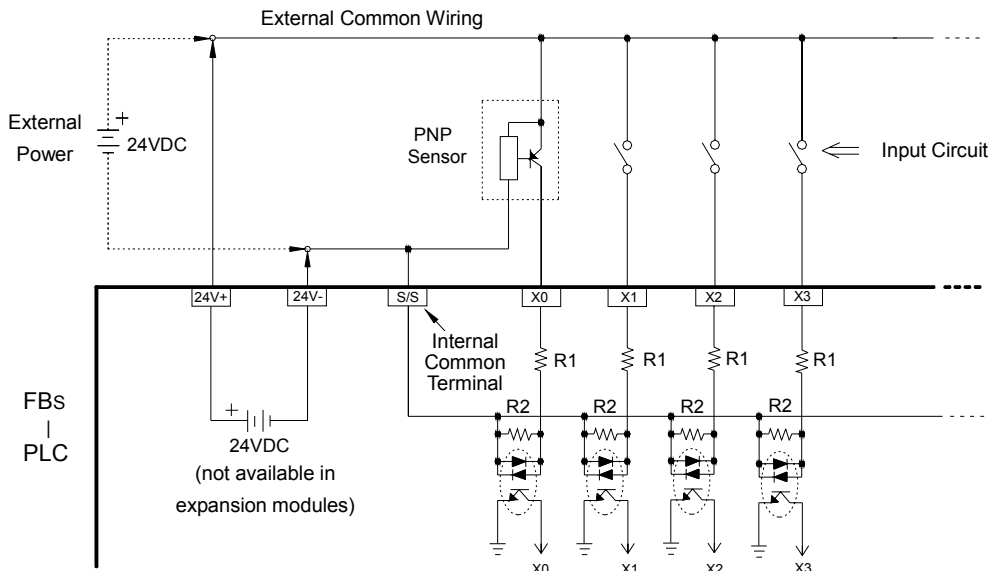 External Common Wiring
External
Power
+
24VDC
PNP
Sensor
Input Circuit
24V+
24V-
S/S
X0
X1
X2
X3
Internal
Common
Terminal
R1
R1
R1
R1
FBs
PLC
+
24VDC
(not available in
expansion modules)
R2
R2
R2
R2
X0
X1
X2
X3